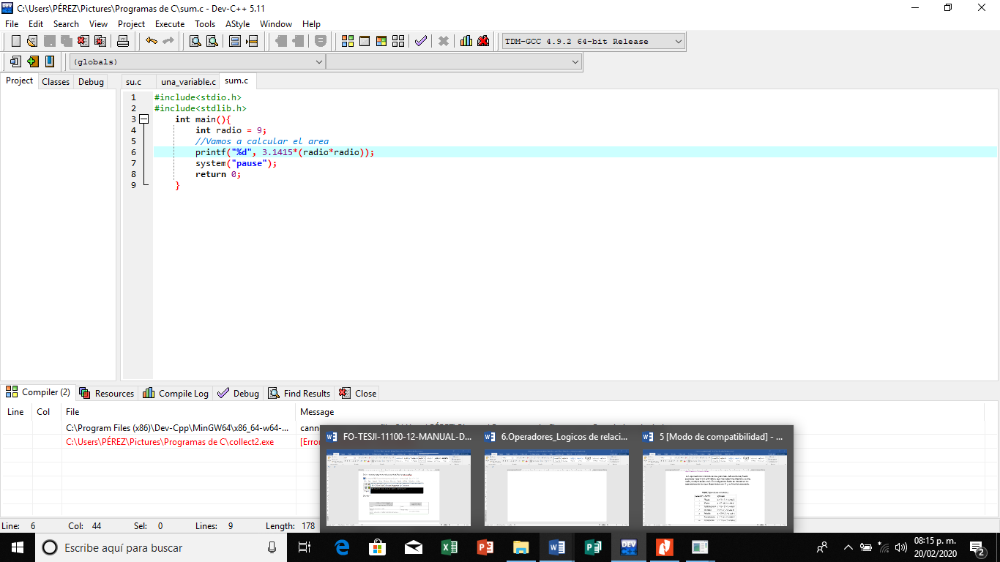 C:\Users\PÉREZ\Pictures\Programas de C\sum.c - Dev-C++ 5.11
File Edit Search View Project Execute Tools AStyle Window Help
TDM-GCC 4.9.2 64-bit Release
(globals)
Project Classes Debug su.c una_variable.c sum.c
1 #include<stdio.h>
2 #include<stdlib.h>
3 int main(){
4 int radio = 9;
5 //Vamos a calcular el area
6 printf("%d", 3.1415*(radio*radio));
7 system("pause");
8 return 0;
9 }
Compiler (2) Resources Compile Log Debug Find Results Close
Line Col File Message
C:\Program Files (x86)\Dev-Cpp\MinGW64\x86_64-w64-...
C:\Users\PÉREZ\Pictures\Programas de C\collect2.exe
FO-TESJI-11100-12-MANUAL-D... 6.Operadores_Logicos de relaci... 5 [Modo de compatibilidad] - ...
Line: 6 Col: 44 Sel: 0 Lines: 9 Length: 178
Escribe aquí para buscar
DEV
08:15 p. m.
20/02/2020
2